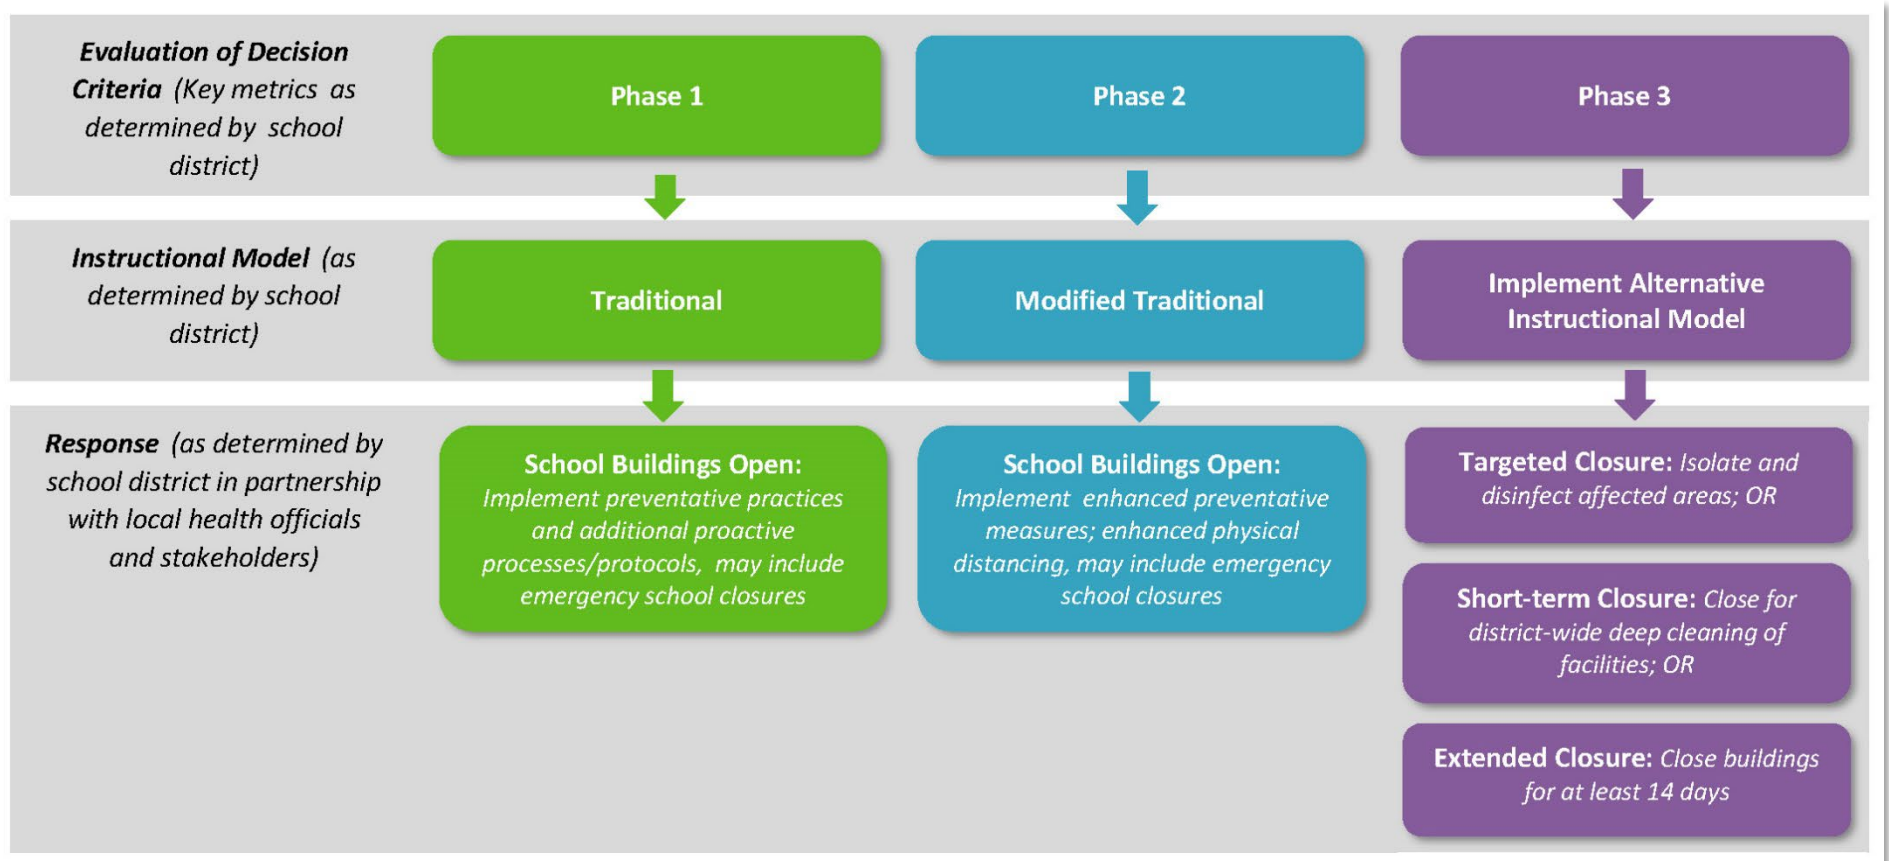 Evaluation of Decision
Criteria (Key metrics as
determined by school
district)
Phase 1
Phase 2
Phase 3
Instructional Model (as
determined by school
district)
Traditional
Modified Traditional
Implement Alternative
Instructional Model
Response (as determined by
school district in partnership
with local health officials
and stakeholders)
School Buildings Open:
Implement preventative practices
and additional proactive
processes/protocols, may include
emergency school closures
School Buildings Open:
Implement enhanced preventative
measures; enhanced physical
distancing, may include emergency
school closures
Targeted Closure: Isolate and
disinfect affected areas; OR
Short-term Closure: Close for
district-wide deep cleaning of
facilities; OR
Extended Closure: Close buildings
for at least 14 days